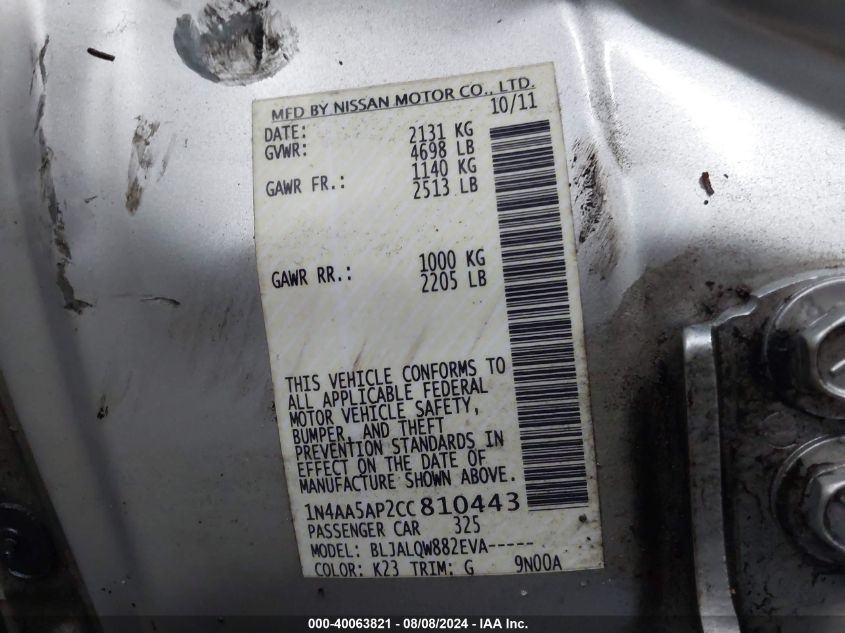 MFD BY NISSAN MOTOR CO., LTD.
DATE: 10/11
GVWR: 2131 KG
4698 LB
GAWR FR.: 1140 KG
2513 LB
GAWR RR.: 1000 KG
2205 LB
THIS VEHICLE CONFORMS TO
ALL APPLICABLE FEDERAL
MOTOR VEHICLE SAFETY,
BUMPER, AND THEFT
PREVENTION STANDARDS IN
EFFECT ON THE DATE OF
MANUFACTURE SHOWN ABOVE.
1N4AA5AP2CC810443
PASSENGER CAR 325
MODEL: BLJALQW882EVA-----
COLOR: K23 TRIM: G 9N00A
000-40063821 - 08/08/2024 - IAA Inc.